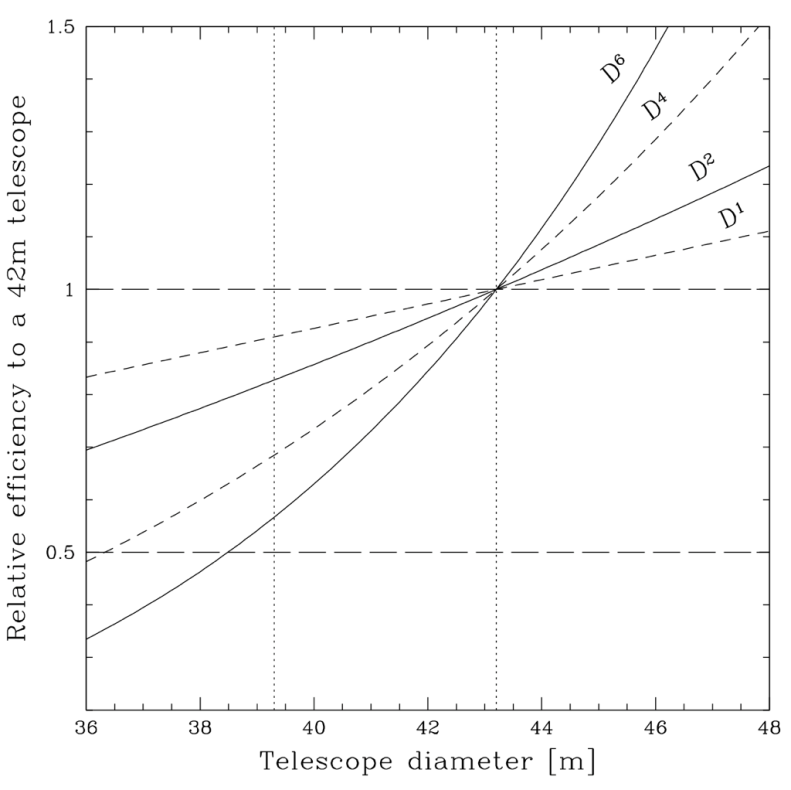 1.5
D⁶
D⁴
D²
D¹
1
0.5
Relative efficiency to a 42m telescope
36 38 40 42 44 46 48
Telescope diameter [m]